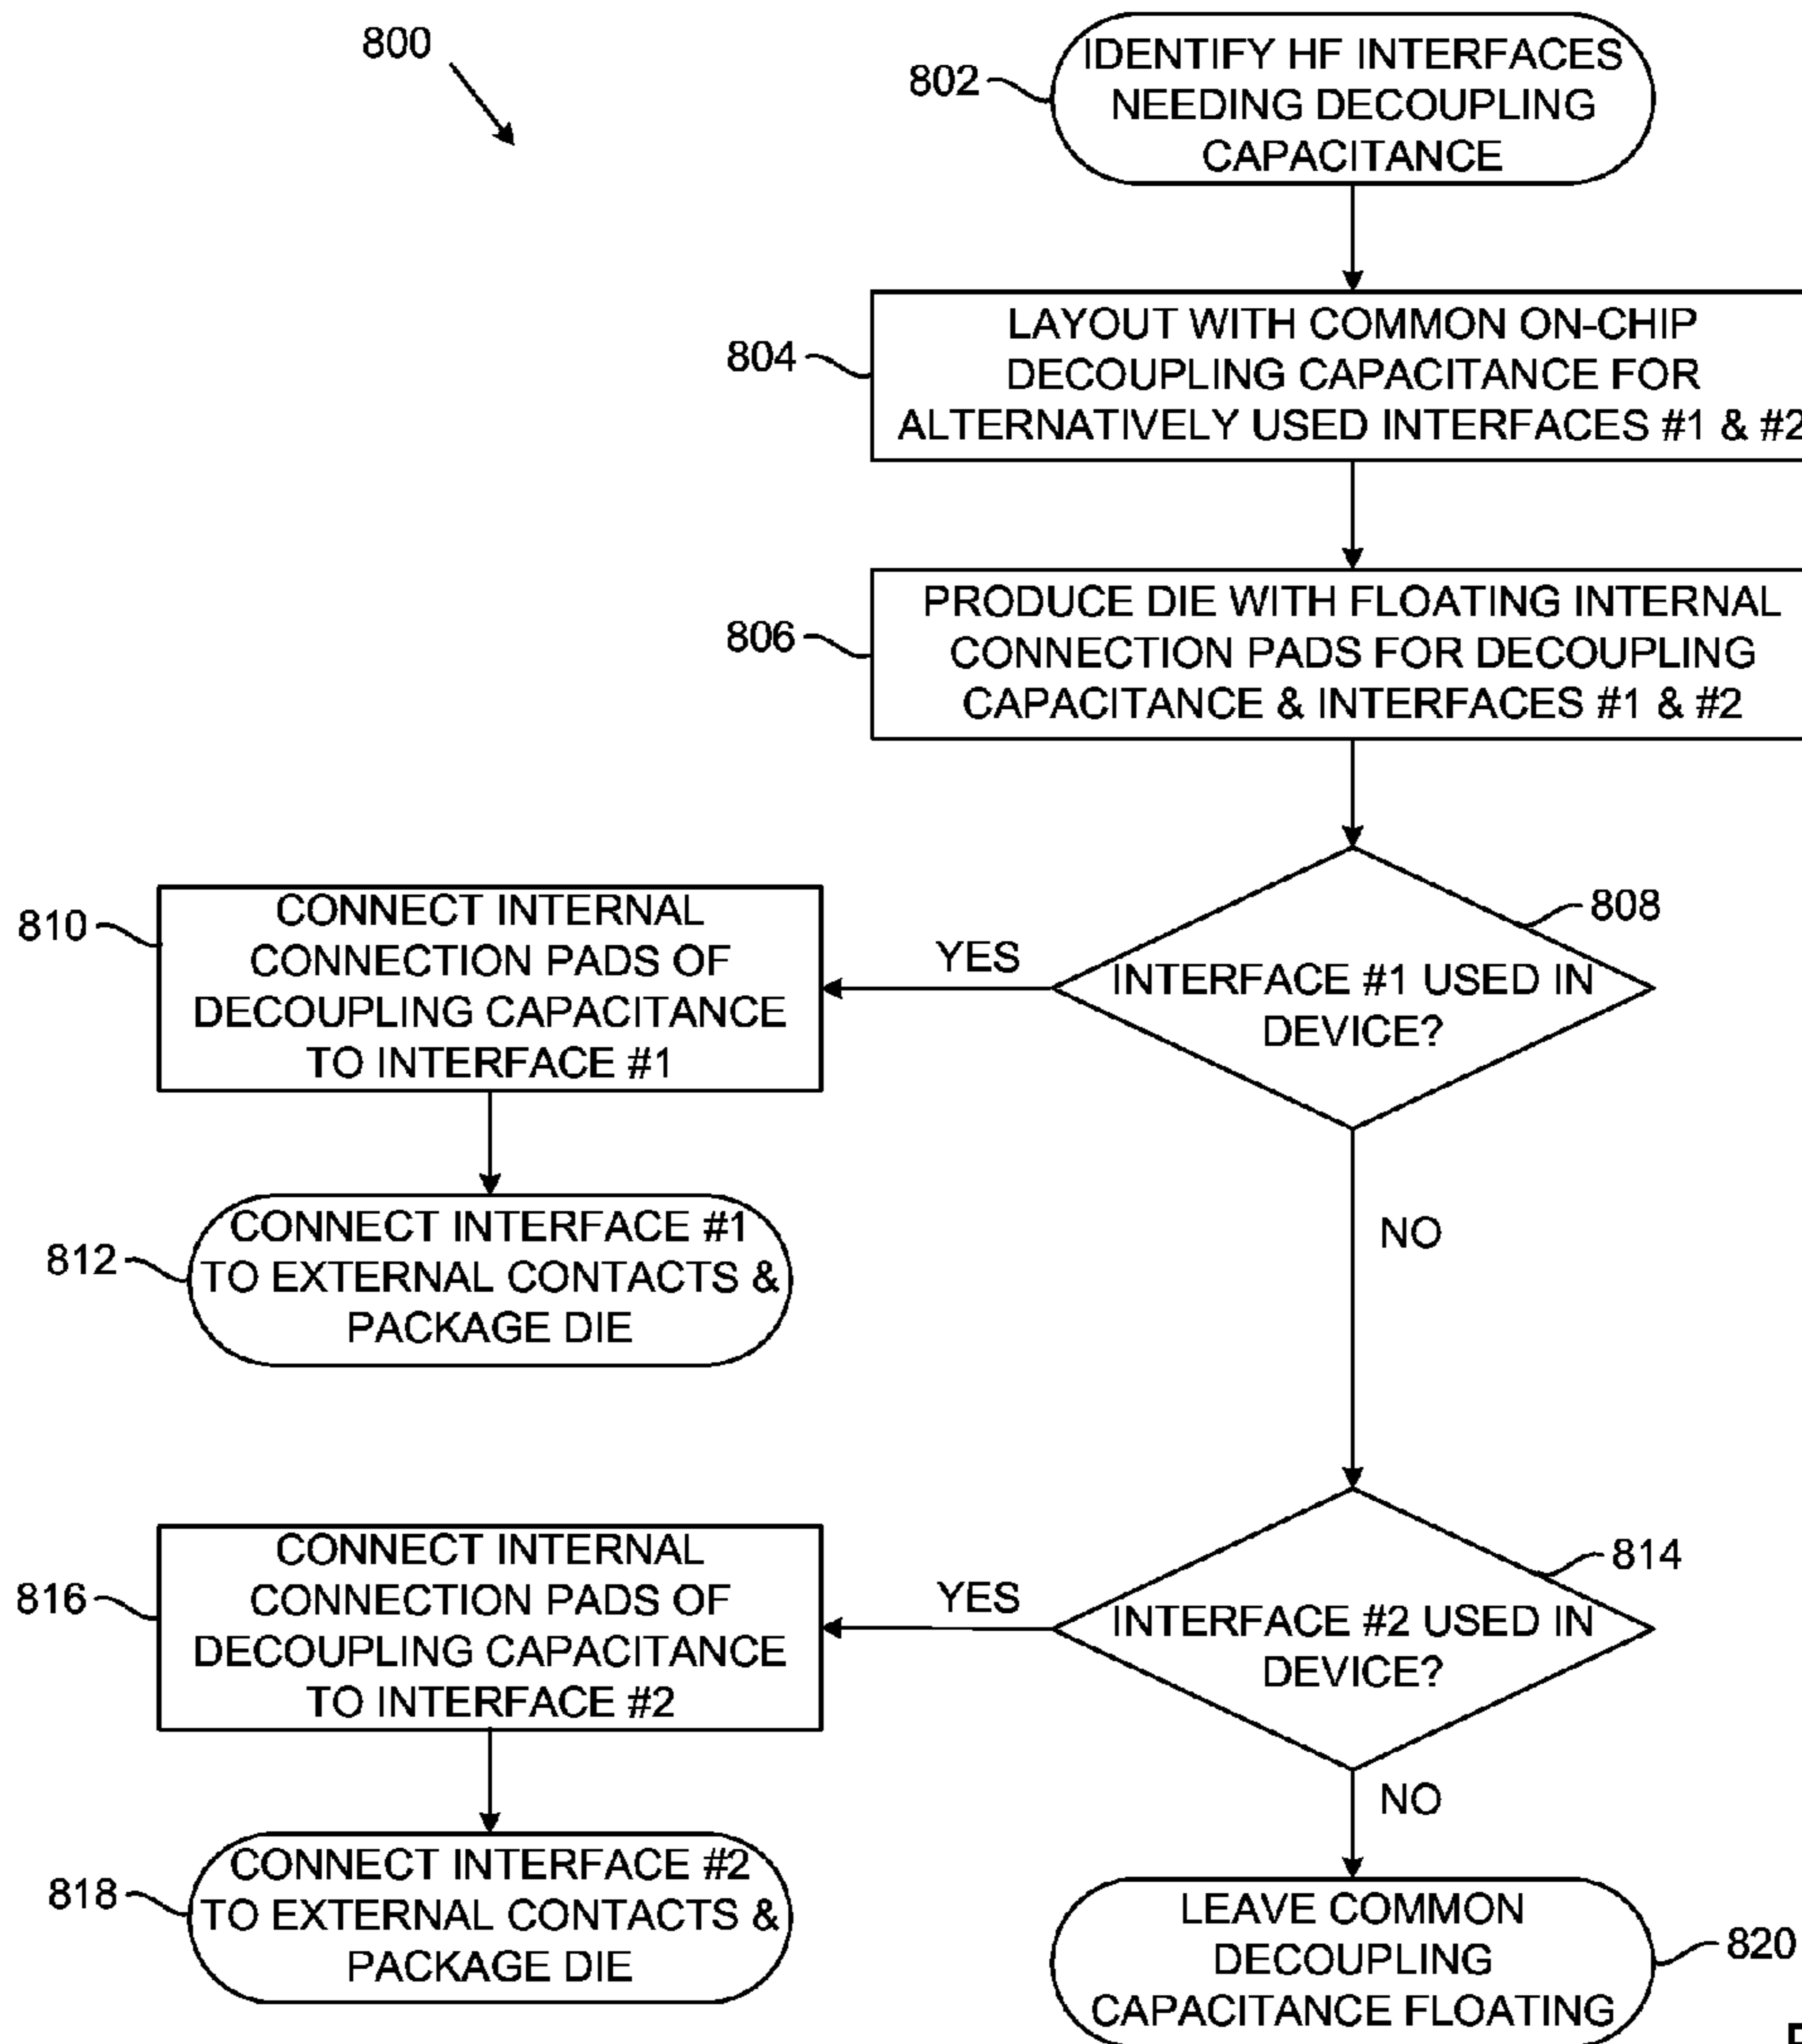 800
802
IDENTIFY HF INTERFACES
NEEDING DECOUPLING
CAPACITANCE
804
LAYOUT WITH COMMON ON-CHIP
DECOUPLING CAPACITANCE FOR
ALTERNATIVELY USED INTERFACES #1 & #2
806
PRODUCE DIE WITH FLOATING INTERNAL
CONNECTION PADS FOR DECOUPLING
CAPACITANCE & INTERFACES #1 & #2
808
INTERFACE #1 USED IN
DEVICE?
YES
810
CONNECT INTERNAL
CONNECTION PADS OF
DECOUPLING CAPACITANCE
TO INTERFACE #1
812
CONNECT INTERFACE #1
TO EXTERNAL CONTACTS &
PACKAGE DIE
NO
814
INTERFACE #2 USED IN
DEVICE?
YES
816
CONNECT INTERNAL
CONNECTION PADS OF
DECOUPLING CAPACITANCE
TO INTERFACE #2
818
CONNECT INTERFACE #2
TO EXTERNAL CONTACTS &
PACKAGE DIE
NO
820
LEAVE COMMON
DECOUPLING
CAPACITANCE FLOATING